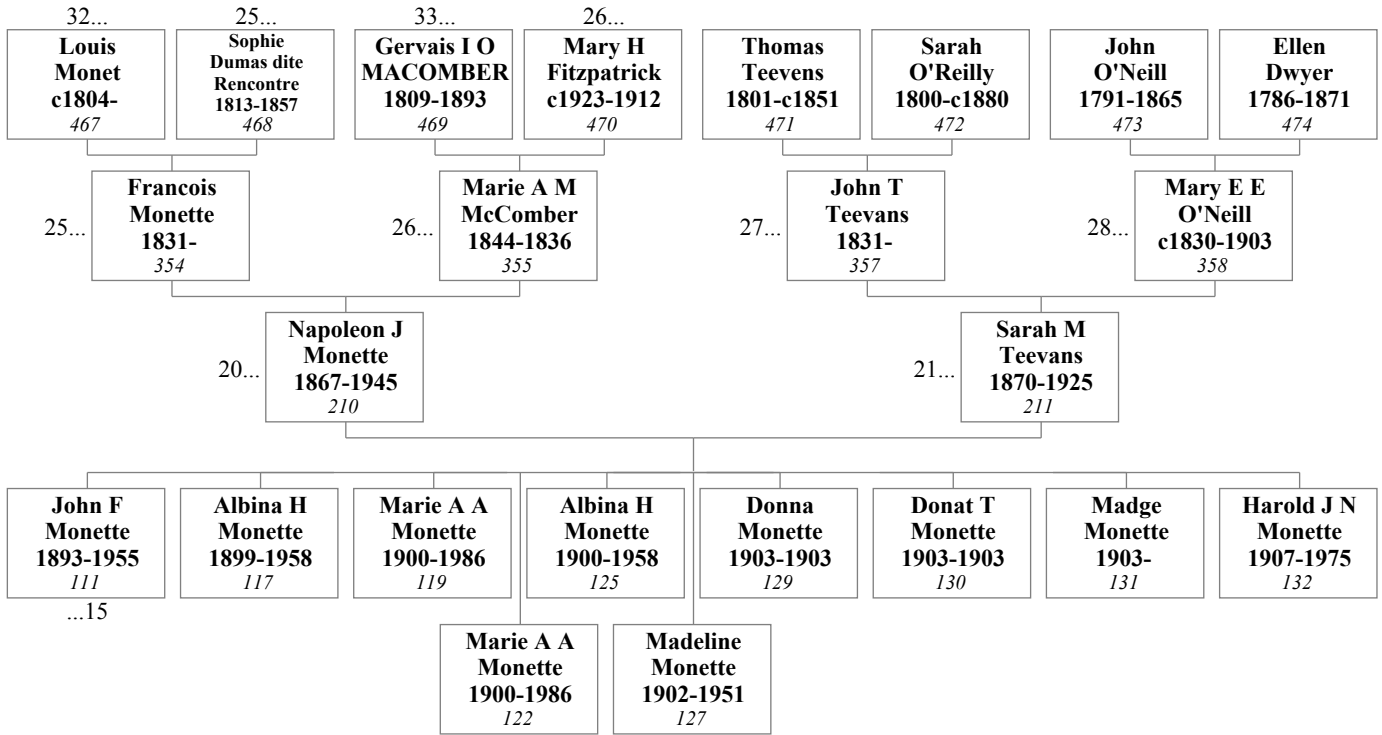 32...
25...
33...
26...
Louis
Monet
c1804-
467
Sophie
Dumas dite
Rencontre
1813-1857
468
Gervais I O
MACOMBER
1809-1893
469
Mary H
Fitzpatrick
c1923-1912
470
Thomas
Teevens
1801-c1851
471
Sarah
O'Reilly
1800-c1880
472
John
O'Neill
1791-1865
473
Ellen
Dwyer
1786-1871
474
25...
Francois
Monette
1831-
354
26...
Marie A M
McComber
1844-1836
355
27...
John T
Teevans
1831-
357
28...
Mary E E
O'Neill
c1830-1903
358
20...
Napoleon J
Monette
1867-1945
210
21...
Sarah M
Teevans
1870-1925
211
John F
Monette
1893-1955
111
...15
Albina H
Monette
1899-1958
117
Marie A A
Monette
1900-1986
119
Albina H
Monette
1900-1958
125
Donna
Monette
1903-1903
129
Donat T
Monette
1903-1903
130
Madge
Monette
1903-
131
Harold J N
Monette
1907-1975
132
Marie A A
Monette
1900-1986
122
Madeline
Monette
1902-1951
127